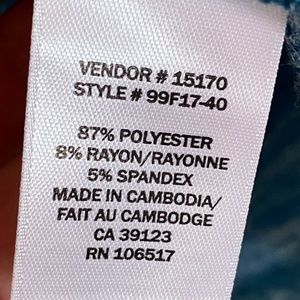 VENDOR # 15170
STYLE # 99F17-40
87% POLYESTER
8% RAYON/RAYONNE
5% SPANDEX
MADE IN CAMBODIA/
FAIT AU CAMBODGE
CA 39123
RN 106517